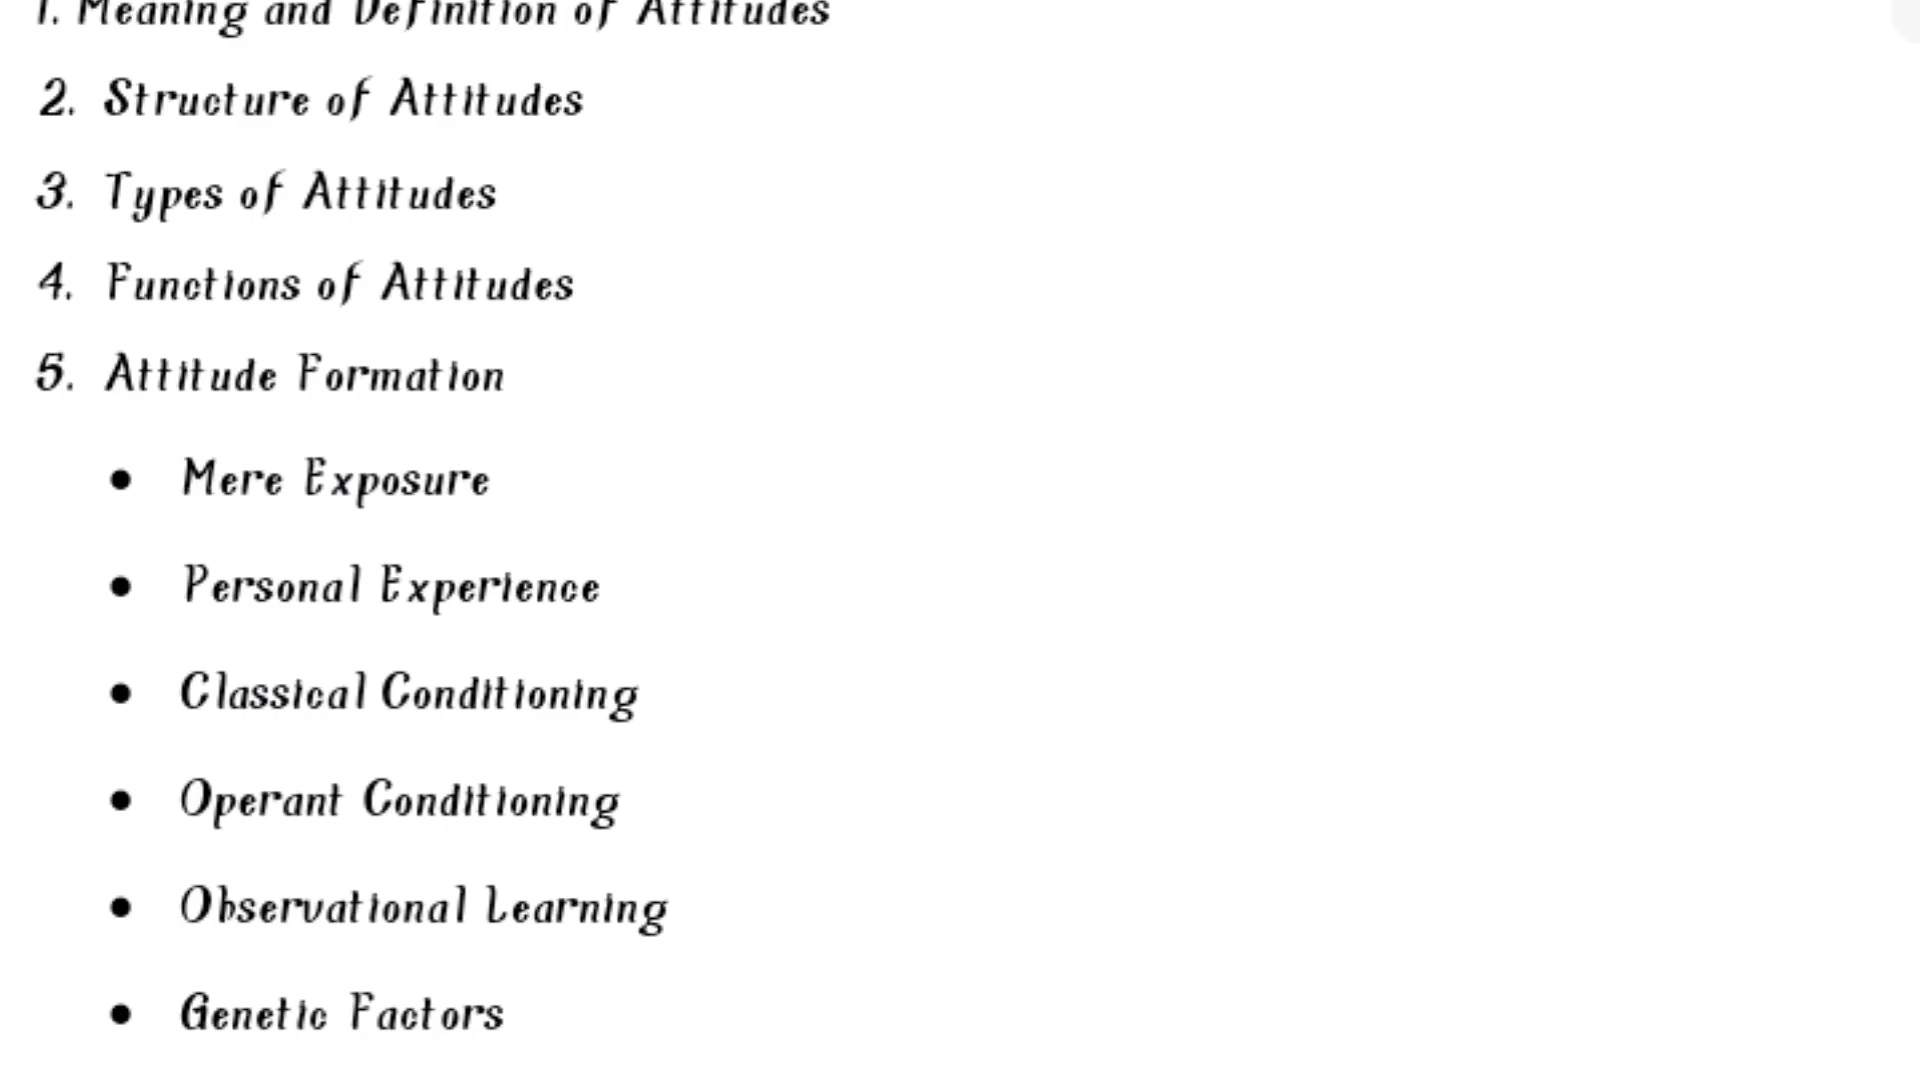 1. Meaning and Definition of Attitudes
2. Structure of Attitudes
3. Types of Attitudes
4. Functions of Attitudes
5. Attitude Formation
• Mere Exposure
• Personal Experience
• Classical Conditioning
• Operant Conditioning
• Observational Learning
• Genetic Factors